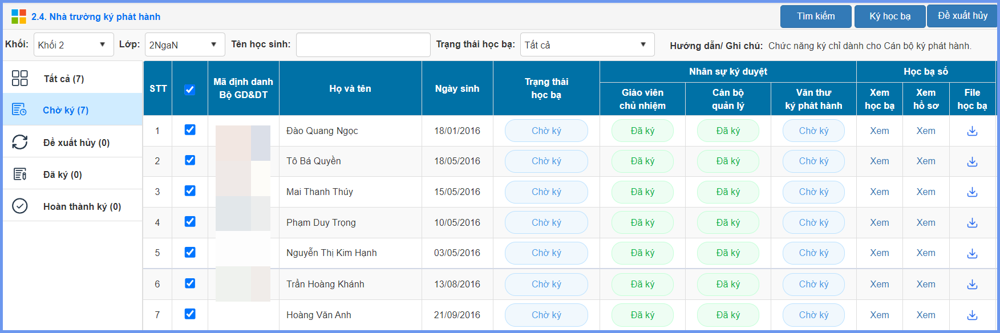 2.4. Nhà trường ký phát hành
Tìm kiếm
Ký học bạ
Đề xuất hủy
Khối: Khối 2 Lớp: 2NgaN Tên học sinh: Trạng thái học bạ: Tất cả Hướng dẫn/ Ghi chú: Chức năng ký chỉ dành cho Cán bộ ký phát hành.
Tất cả (7)
Chờ ký (7)
Đề xuất hủy (0)
Đã ký (0)
Hoàn thành ký (0)
STT
Mã định danh
Bộ GD&DT
Họ và tên
Ngày sinh
Trạng thái
học bạ
Nhân sự ký duyệt
Giáo viên
chủ nhiệm
Cán bộ
quản lý
Văn thư
ký phát hành
Học bạ số
Xem
học bạ
Xem
hồ sơ
File
học bạ
1 Đào Quang Ngọc 18/01/2016 Chờ ký Đã ký Đã ký Chờ ký Xem Xem
2 Tô Bá Quyền 18/05/2016 Chờ ký Đã ký Đã ký Chờ ký Xem Xem
3 Mai Thanh Thúy 15/05/2016 Chờ ký Đã ký Đã ký Chờ ký Xem Xem
4 Phạm Duy Trọng 10/05/2016 Chờ ký Đã ký Đã ký Chờ ký Xem Xem
5 Nguyễn Thị Kim Hạnh 03/05/2016 Chờ ký Đã ký Đã ký Chờ ký Xem Xem
6 Trần Hoàng Khánh 13/08/2016 Chờ ký Đã ký Đã ký Chờ ký Xem Xem
7 Hoàng Văn Anh 21/09/2016 Chờ ký Đã ký Đã ký Chờ ký Xem Xem